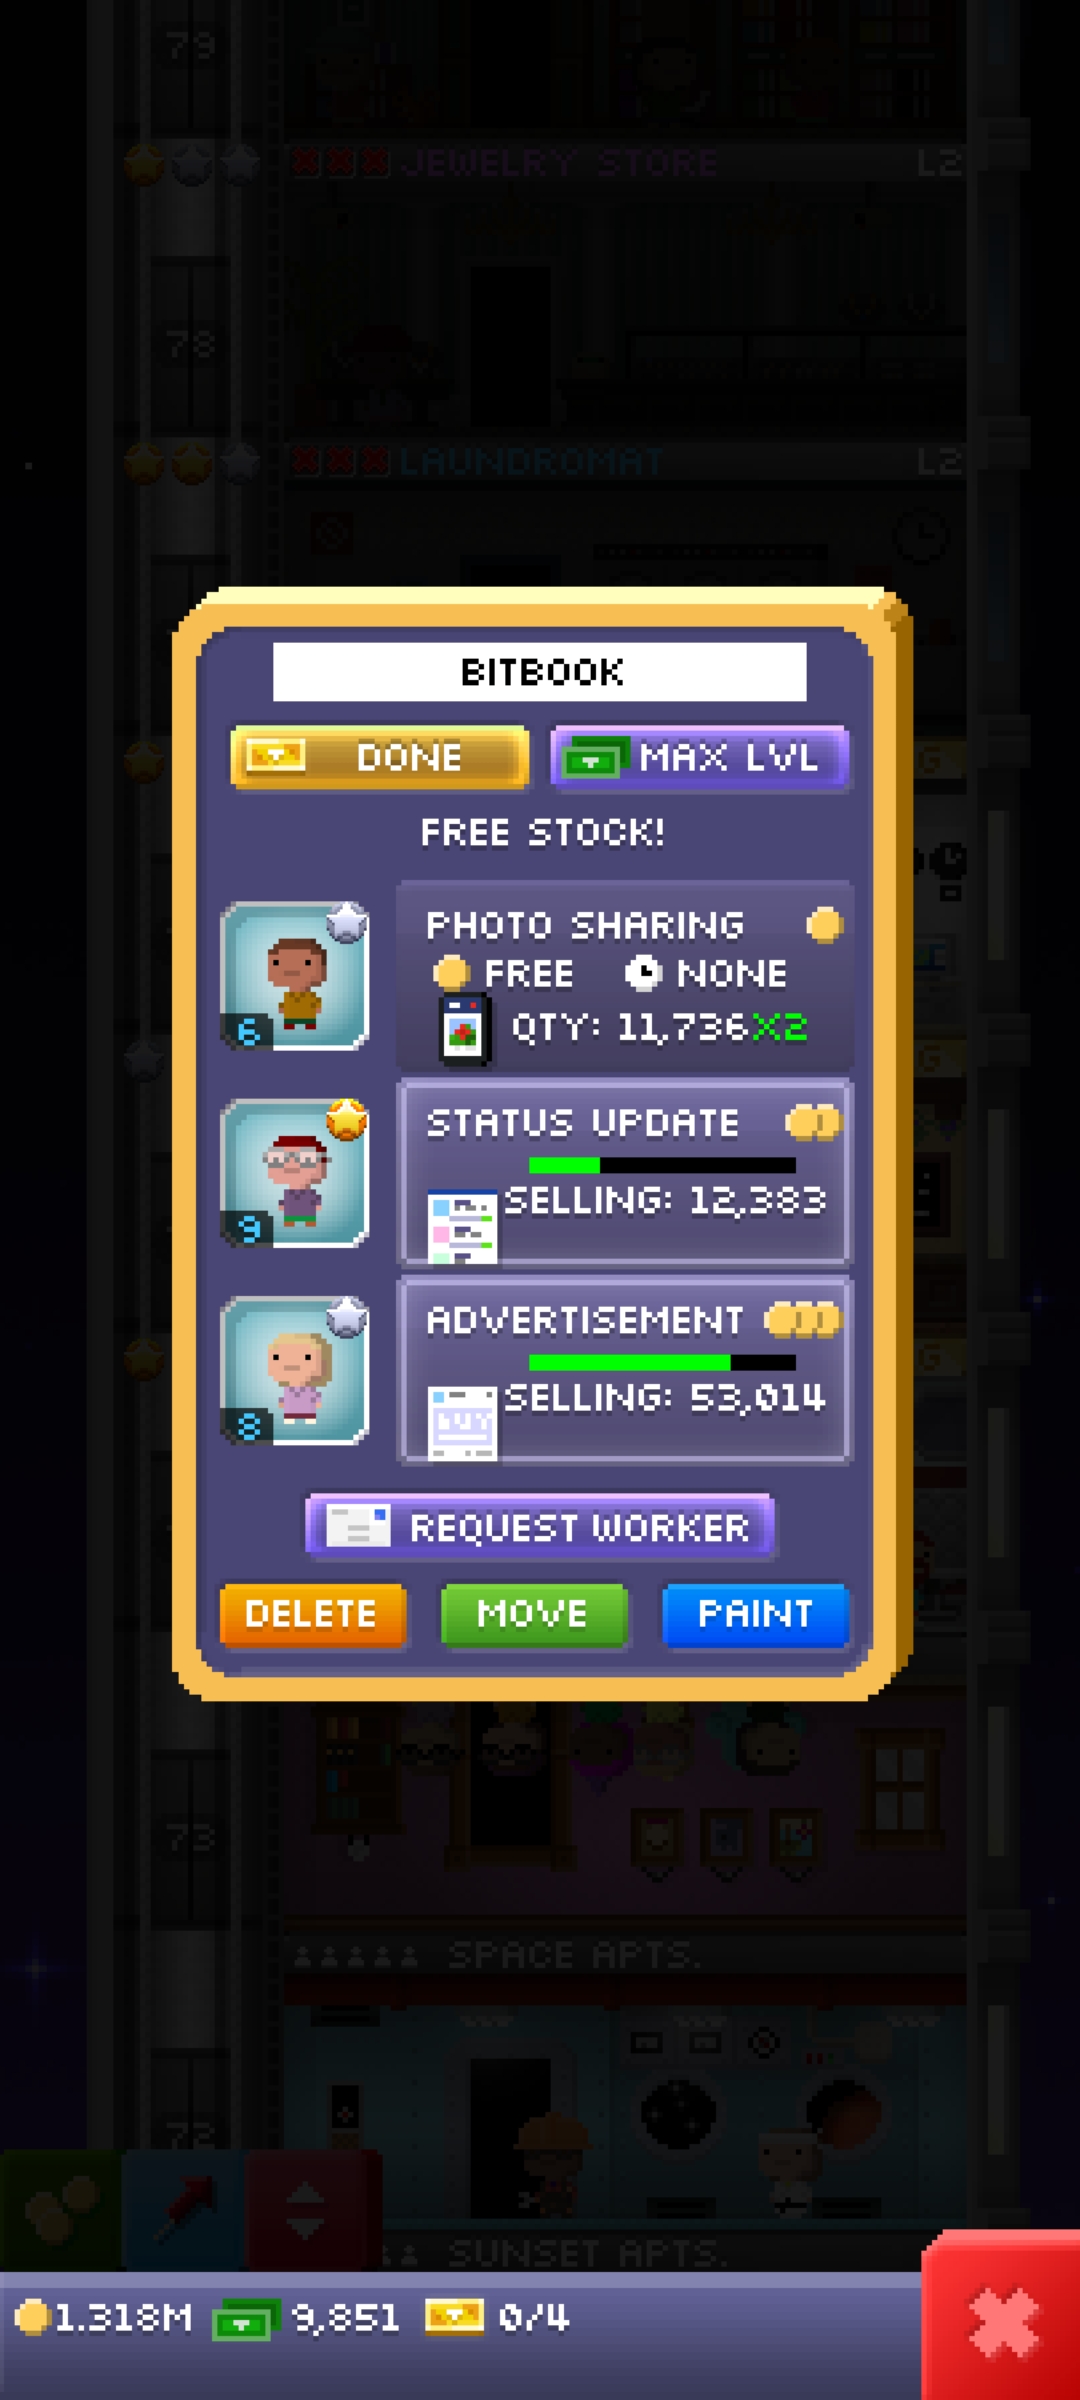 79
JEWELRY STORE L2
78
LAUNDROMAT L2
BITBOOK
DONE MAX LVL
FREE STOCK!
PHOTO SHARING
FREE NONE
6 QTY: 11,736X2
STATUS UPDATE
9 SELLING: 12,383
ADVERTISEMENT
8 SELLING: 53,014
REQUEST WORKER
DELETE MOVE PAINT
73
SPACE APTS.
72
SUNSET APTS.
1.318M 9,851 0/4